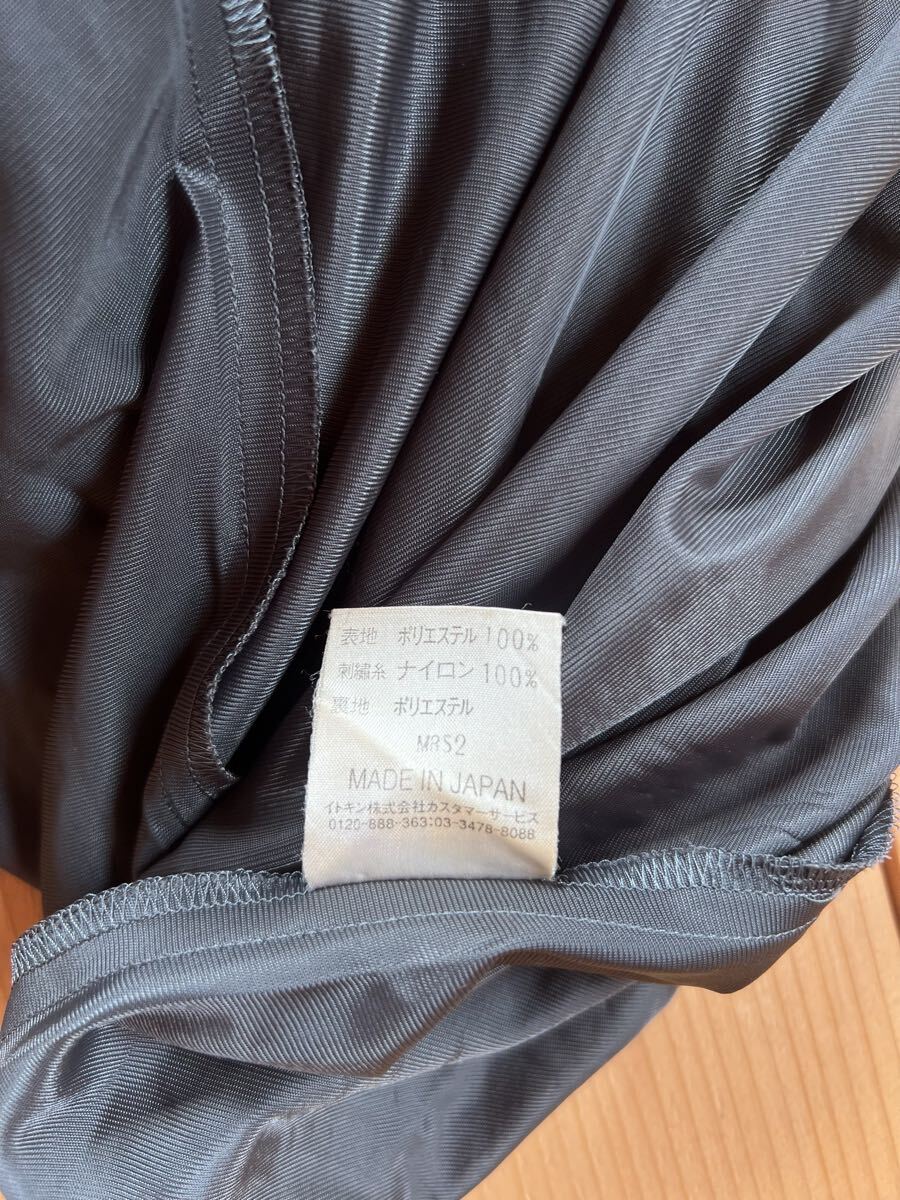 表地 ポリエステル 100%
刺繍糸 ナイロン 100%
裏地 ポリエステル
M852
MADE IN JAPAN
イトキン株式会社カスタマーサービス
0120-888-363:03-3478-8088